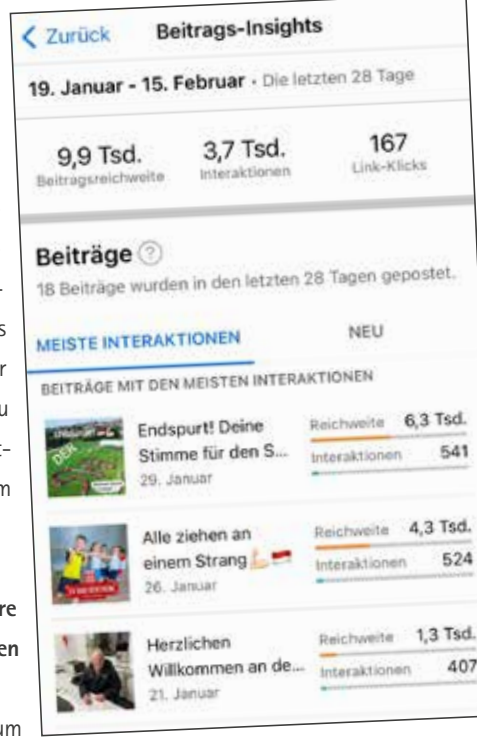 Zurück Beitrags-Insights
19. Januar - 15. Februar · Die letzten 28 Tage
9,9 Tsd. 3,7 Tsd. 167
Beitragsreichweite Interaktionen Link-Klicks
Beiträge ?
18 Beiträge wurden in den letzten 28 Tagen gepostet.
MEISTE INTERAKTIONEN NEU
BEITRÄGE MIT DEN MEISTEN INTERAKTIONEN
Endspurt! Deine
Stimme für den S...
29. Januar
Reichweite 6,3 Tsd.
Interaktionen 541
Alle ziehen an
einem Strang
26. Januar
Reichweite 4,3 Tsd.
Interaktionen 524
Herzlichen
Willkommen an de...
21. Januar
Reichweite 1,3 Tsd.
Interaktionen 407